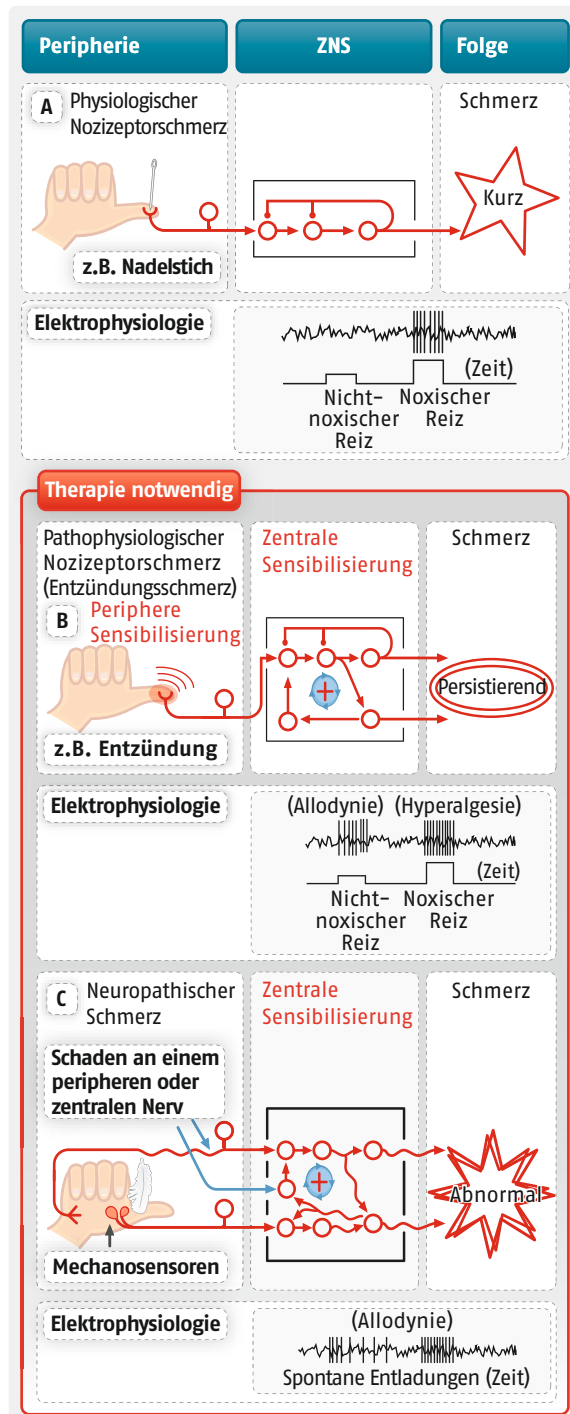 Peripherie
ZNS
Folge
A
Physiologischer
Nozizeptorschmerz
z.B. Nadelstich
Schmerz
Kurz
Elektrophysiologie
(Zeit)
Nicht-
noxischer
Reiz
Noxischer
Reiz
Therapie notwendig
Pathophysiologischer
Nozizeptorschmerz
(Entzündungsschmerz)
B
Periphere
Sensibilisierung
z.B. Entzündung
Zentrale
Sensibilisierung
+
Schmerz
Persistierend
Elektrophysiologie
(Allodynie) (Hyperalgesie)
(Zeit)
Nicht-
noxischer
Reiz
Noxischer
Reiz
C
Neuropathischer
Schmerz
Schaden an einem
peripheren oder
zentralen Nerv
Mechanosensoren
Zentrale
Sensibilisierung
+
Schmerz
Abnormal
Elektrophysiologie
(Allodynie)
Spontane Entladungen (Zeit)